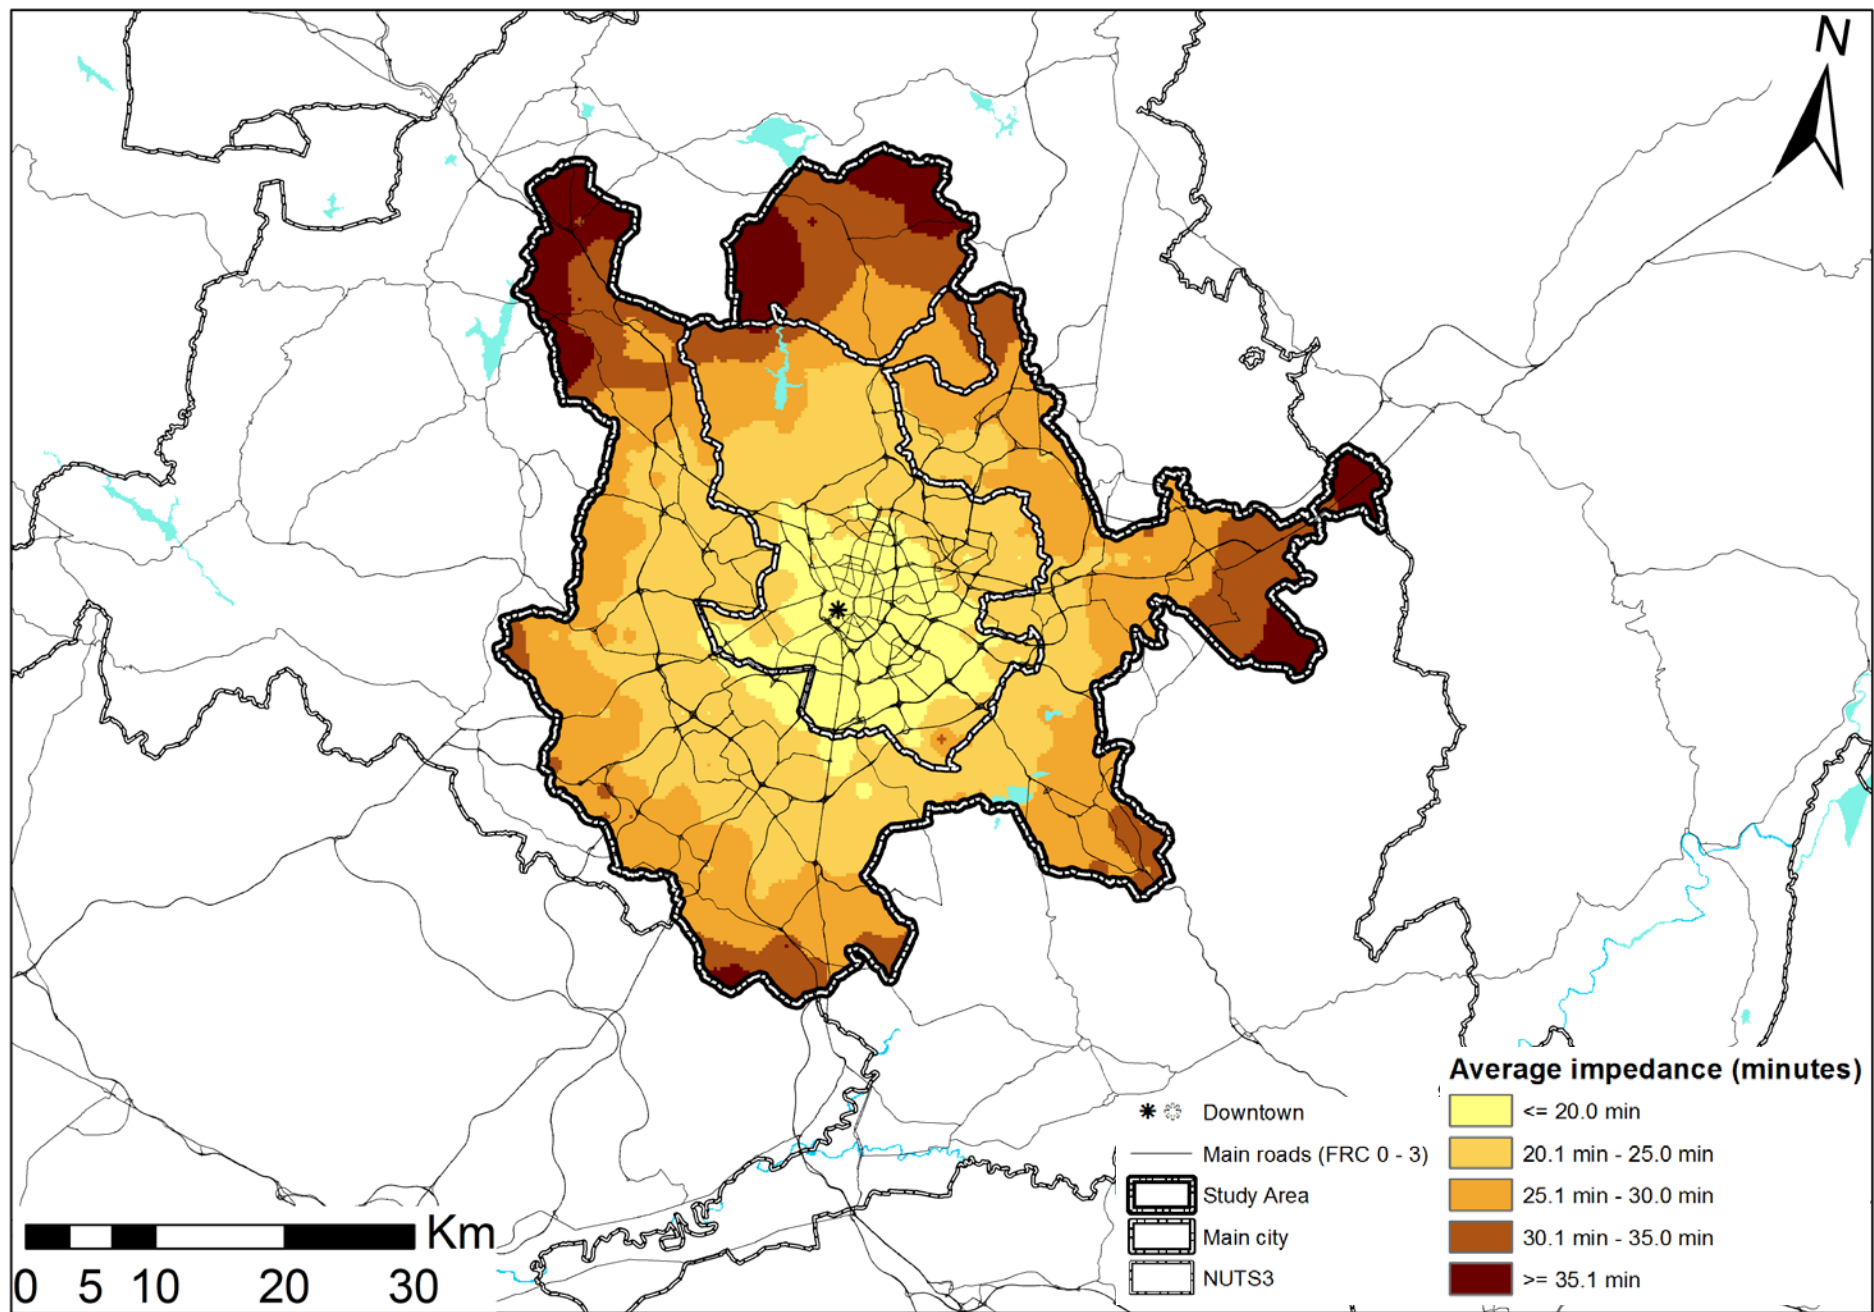 N
Average impedance (minutes)
Downtown
<= 20.0 min
Main roads (FRC 0 - 3)
20.1 min - 25.0 min
Study Area
25.1 min - 30.0 min
Main city
30.1 min - 35.0 min
NUTS3
>= 35.1 min
Km
0 5 10 20 30